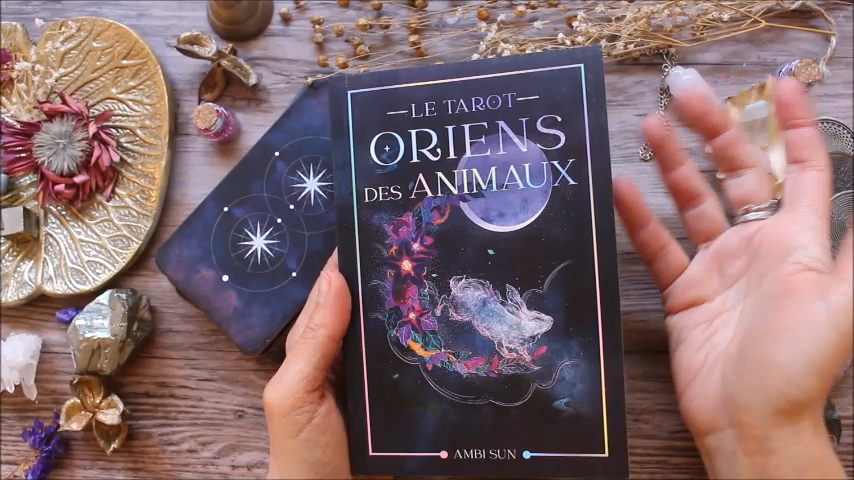 LE TAROT
ORIENS
DES ANIMAUX
AMBI SUN